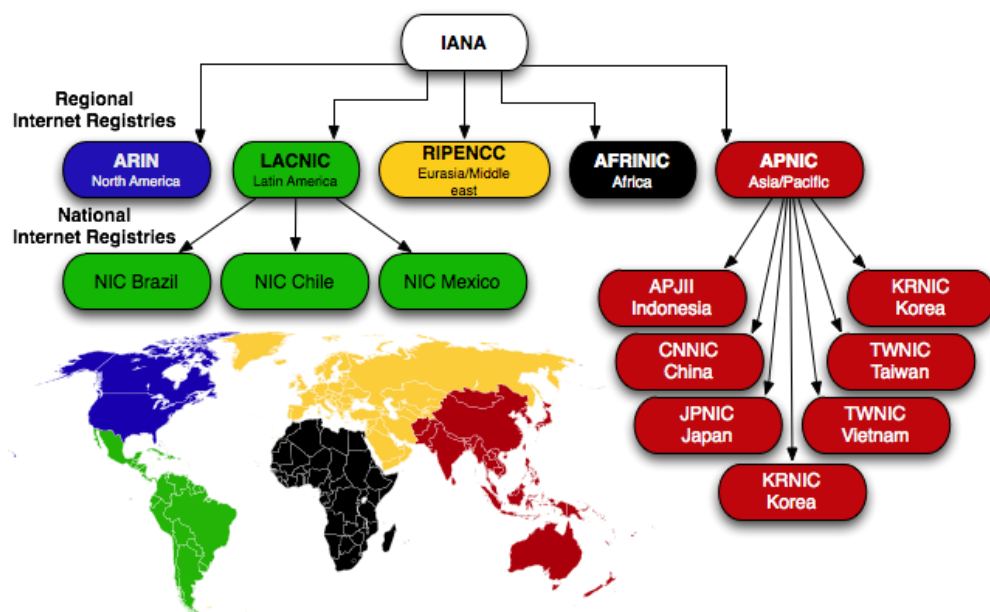 IANA
Regional
Internet Registries
ARIN
North America
LACNIC
Latin America
RIPENCC
Eurasia/Middle
east
AFRINIC
Africa
APNIC
Asia/Pacific
National
Internet Registries
NIC Brazil
NIC Chile
NIC Mexico
APJII
Indonesia
KRNIC
Korea
CNNIC
China
TWNIC
Taiwan
JPNIC
Japan
TWNIC
Vietnam
KRNIC
Korea